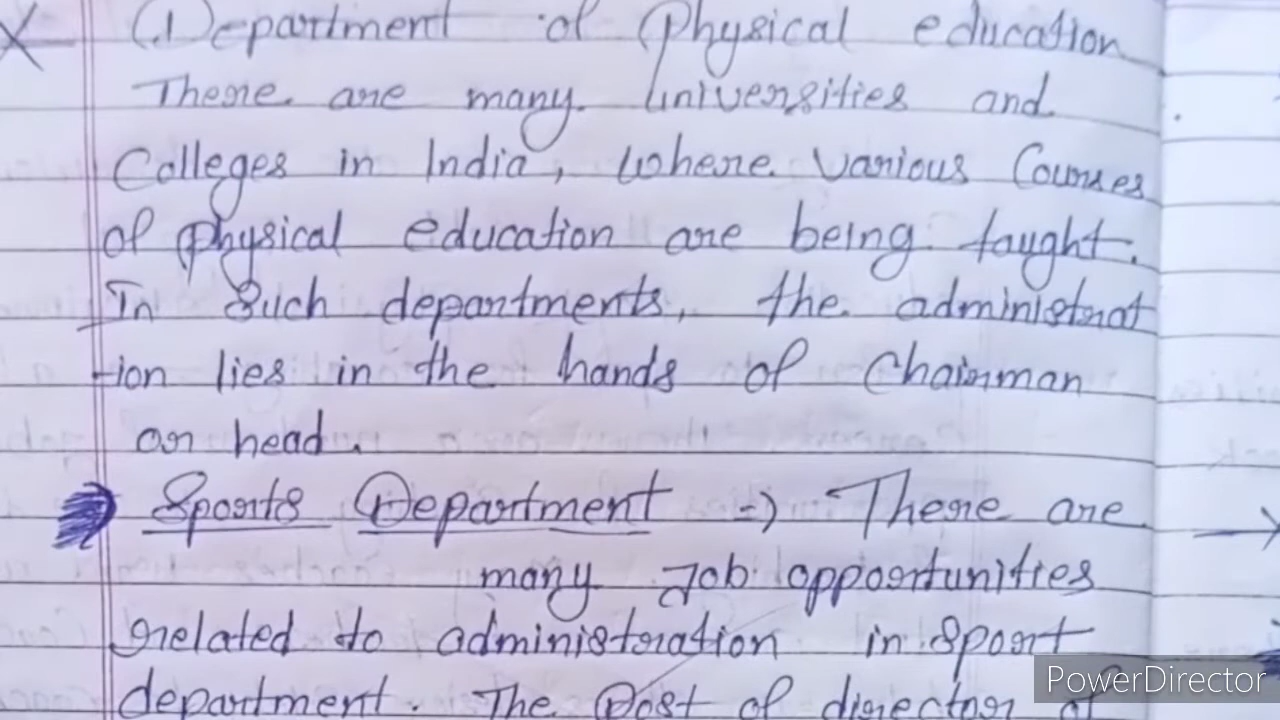 Department of Physical education
There are many universities and
Colleges in India, where various Courses
of physical education are being taught.
In such departments, the administrat
-ion lies in the hands of Chairman
or head.
Sports Department => There are
many Job opportunities
related to administration in sport
department. The Post of director of
PowerDirector